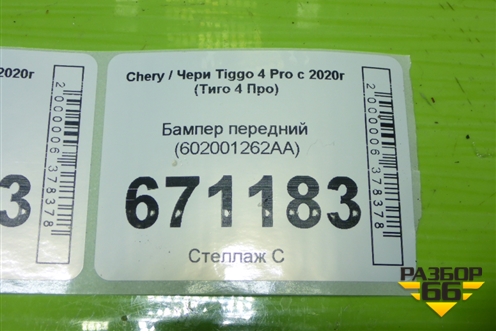 2020г
Chery / Чери Tiggo 4 Pro с 2020г
(Тиго 4 Про)
Бампер передний
(602001262AA)
3
671183
Стеллаж С
2000006378378
2000006378378
РАЗБОР
66